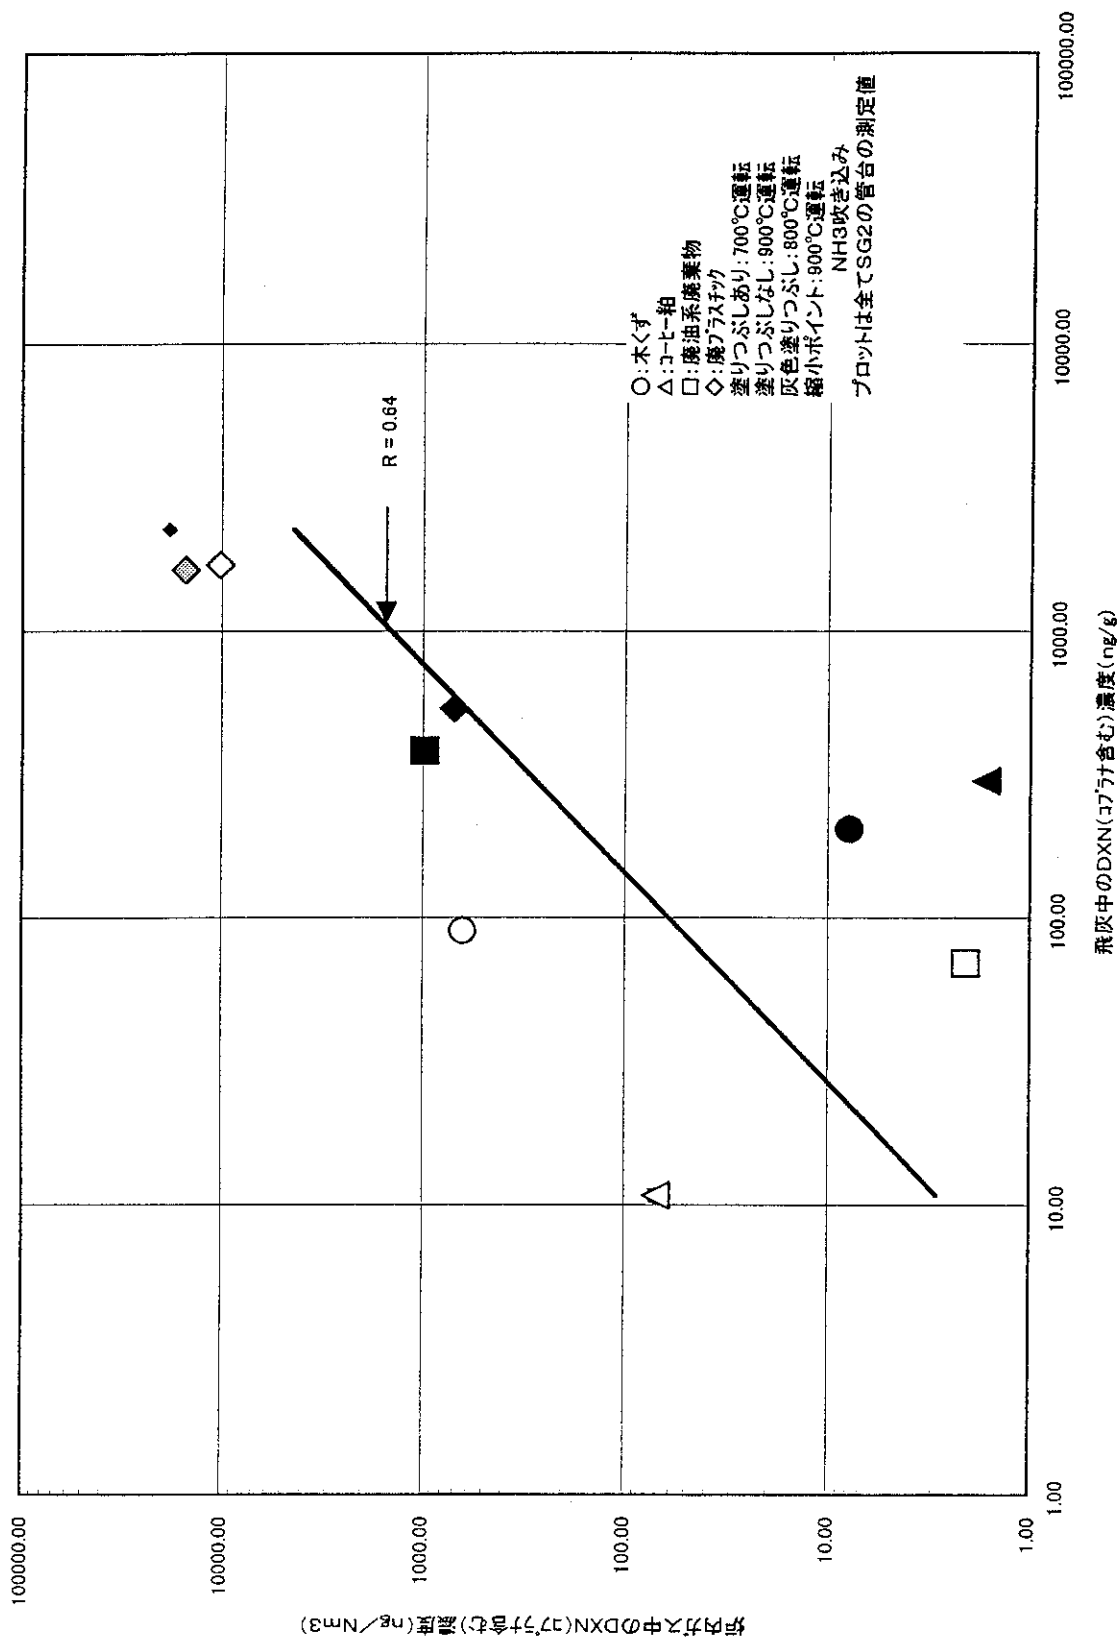 100000.00
10000.00
1000.00
100.00
10.00
1.00
炉内ガス中のDXN(コプラナ含む)濃度(ng/Nm3)
1.00
10.00
100.00
1000.00
10000.00
100000.00
飛灰中のDXN(コプラナ含む)濃度(ng/g)
R = 0.64
○:木くず
△:コーヒー粕
□:廃油系廃棄物
◇:廃プラスチック
塗りつぶしあり:700℃運転
塗りつぶしなし:900℃運転
灰色塗りつぶし:800℃運転
縮小ポイント:900℃運転
NH3吹き込み
プロットは全てSG2の管台の測定値